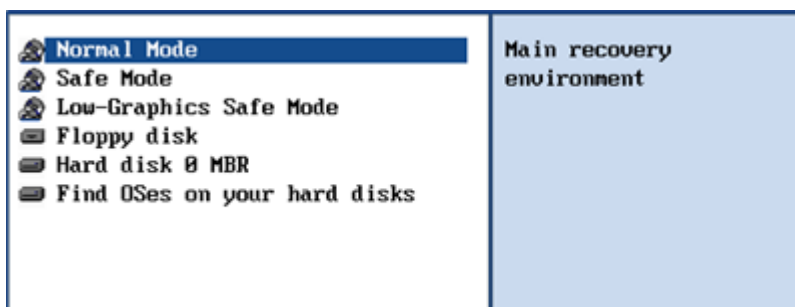 Normal Mode
Safe Mode
Low-Graphics Safe Mode
Floppy disk
Hard disk 0 MBR
Find OSes on your hard disks
Main recovery
environment